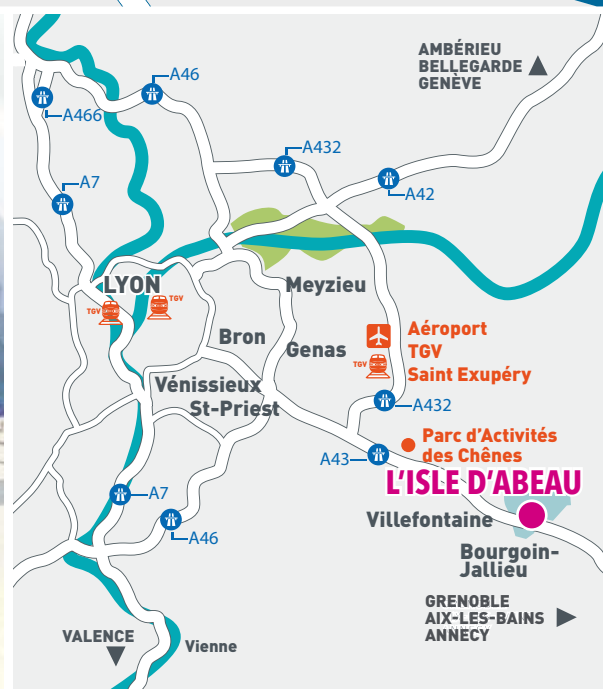 AMBÉRIEU
BELLEGARDE
GENÈVE
A46
A466
A432
A7
A42
LYON
TGV
TGV
Meyzieu
Bron
Genas
Aéroport
TGV
TGV
Saint Exupéry
Vénissieux
St-Priest
A432
Parc d'Activités
des Chênes
A43
L'ISLE D'ABEAU
A7
Villefontaine
A46
Bourgoin-
Jallieu
GRENOBLE
AIX-LES-BAINS
ANNECY
VALENCE
Vienne